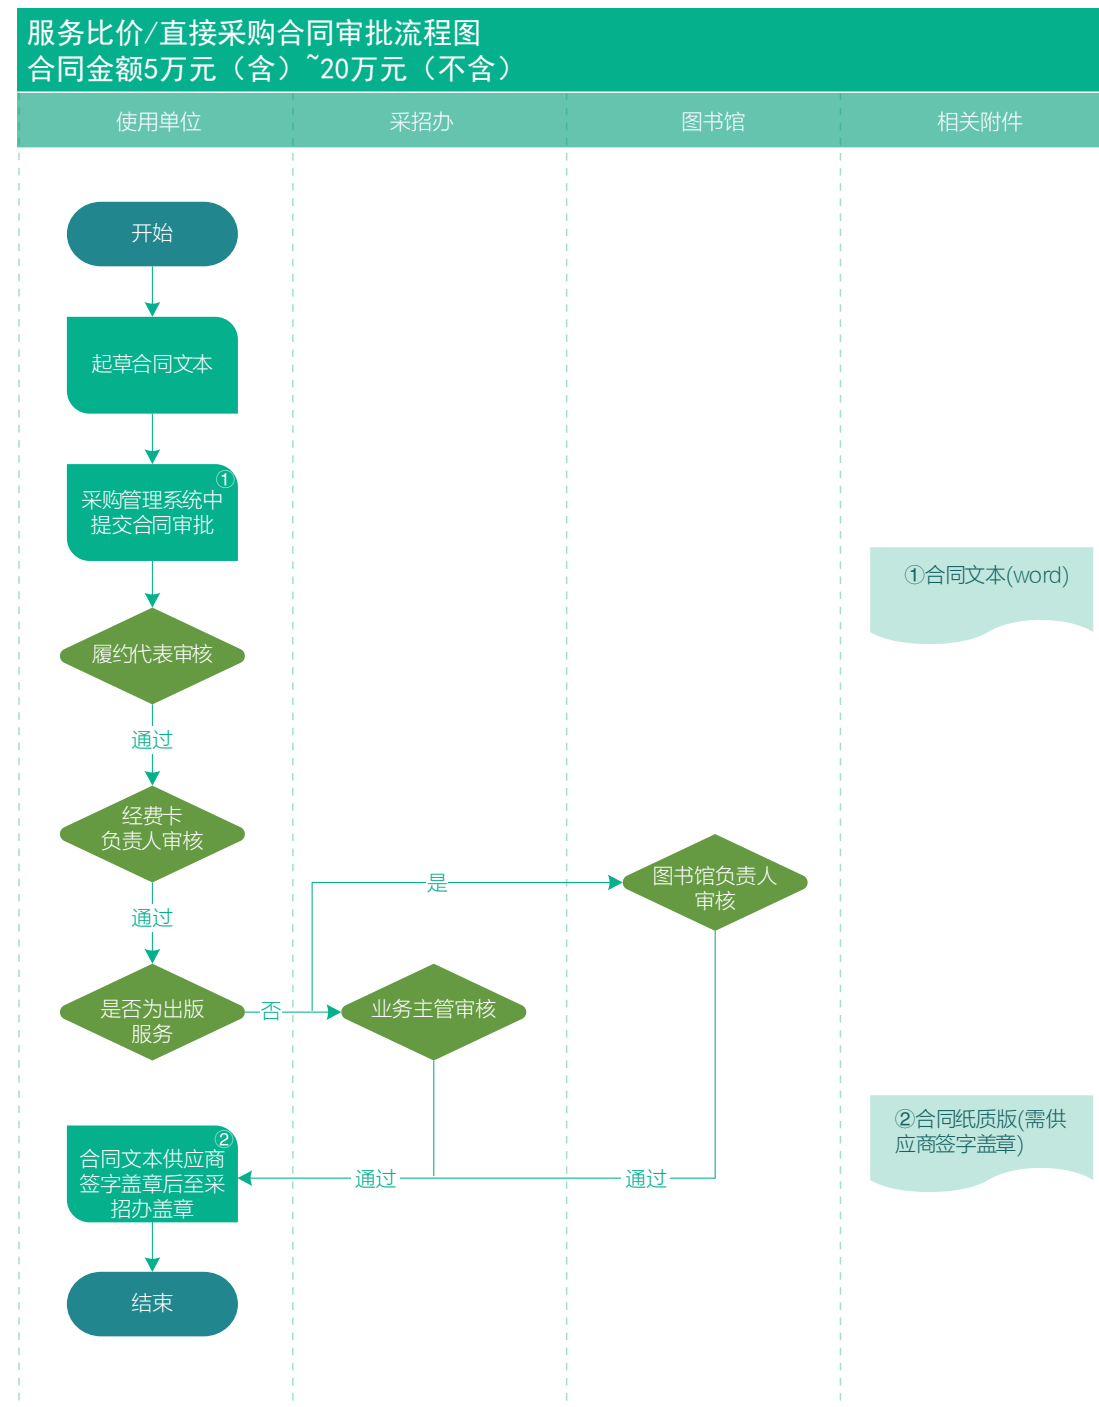 服务比价/直接采购合同审批流程图
合同金额5万元（含）~20万元（不含）
使用单位
采招办
图书馆
相关附件
开始
起草合同文本
①
采购管理系统中
提交合同审批
①合同文本(word)
履约代表审核
通过
经费卡
负责人审核
通过
是
图书馆负责人
审核
是否为出版
服务
否
业务主管审核
②
合同文本供应商
签字盖章后至采
招办盖章
通过
通过
②合同纸质版(需供
应商签字盖章)
结束